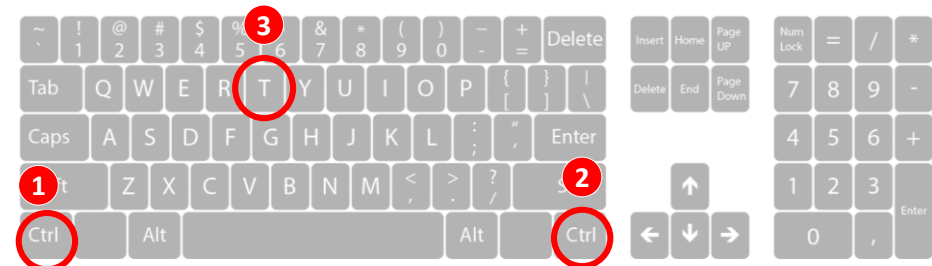 ~ ` ! 1 @ 2 # 3 $ 4 % 5 3 6 & 7 * 8 ( 9 ) 0 _ - + = Delete Insert Home Page UP Num Lock = / *
Tab Q W E R T Y U I O P { [ } ] | \ Delete End Page Down 7 8 9 -
Caps A S D F G H J K L : ; " ' Enter 4 5 6 +
1 ft Z X C V B N M < , > . ? / S 2 1 2 3 Enter
Ctrl Alt Alt Ctrl 0 ,